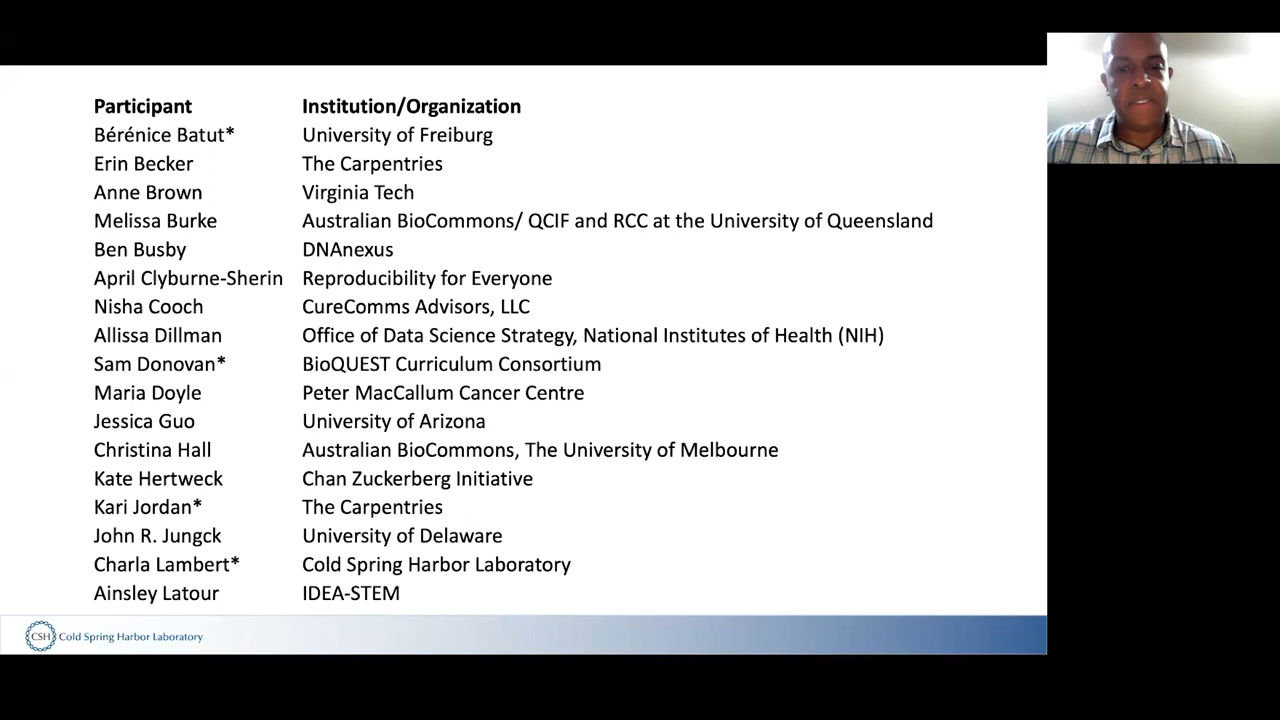 Participant Institution/Organization
Bérénice Batut* University of Freiburg
Erin Becker The Carpentries
Anne Brown Virginia Tech
Melissa Burke Australian BioCommons/ QCIF and RCC at the University of Queensland
Ben Busby DNAnexus
April Clyburne-Sherin Reproducibility for Everyone
Nisha Cooch CureComms Advisors, LLC
Allissa Dillman Office of Data Science Strategy, National Institutes of Health (NIH)
Sam Donovan* BioQUEST Curriculum Consortium
Maria Doyle Peter MacCallum Cancer Centre
Jessica Guo University of Arizona
Christina Hall Australian BioCommons, The University of Melbourne
Kate Hertweck Chan Zuckerberg Initiative
Kari Jordan* The Carpentries
John R. Jungck University of Delaware
Charla Lambert* Cold Spring Harbor Laboratory
Ainsley Latour IDEA-STEM
CSH Cold Spring Harbor Laboratory